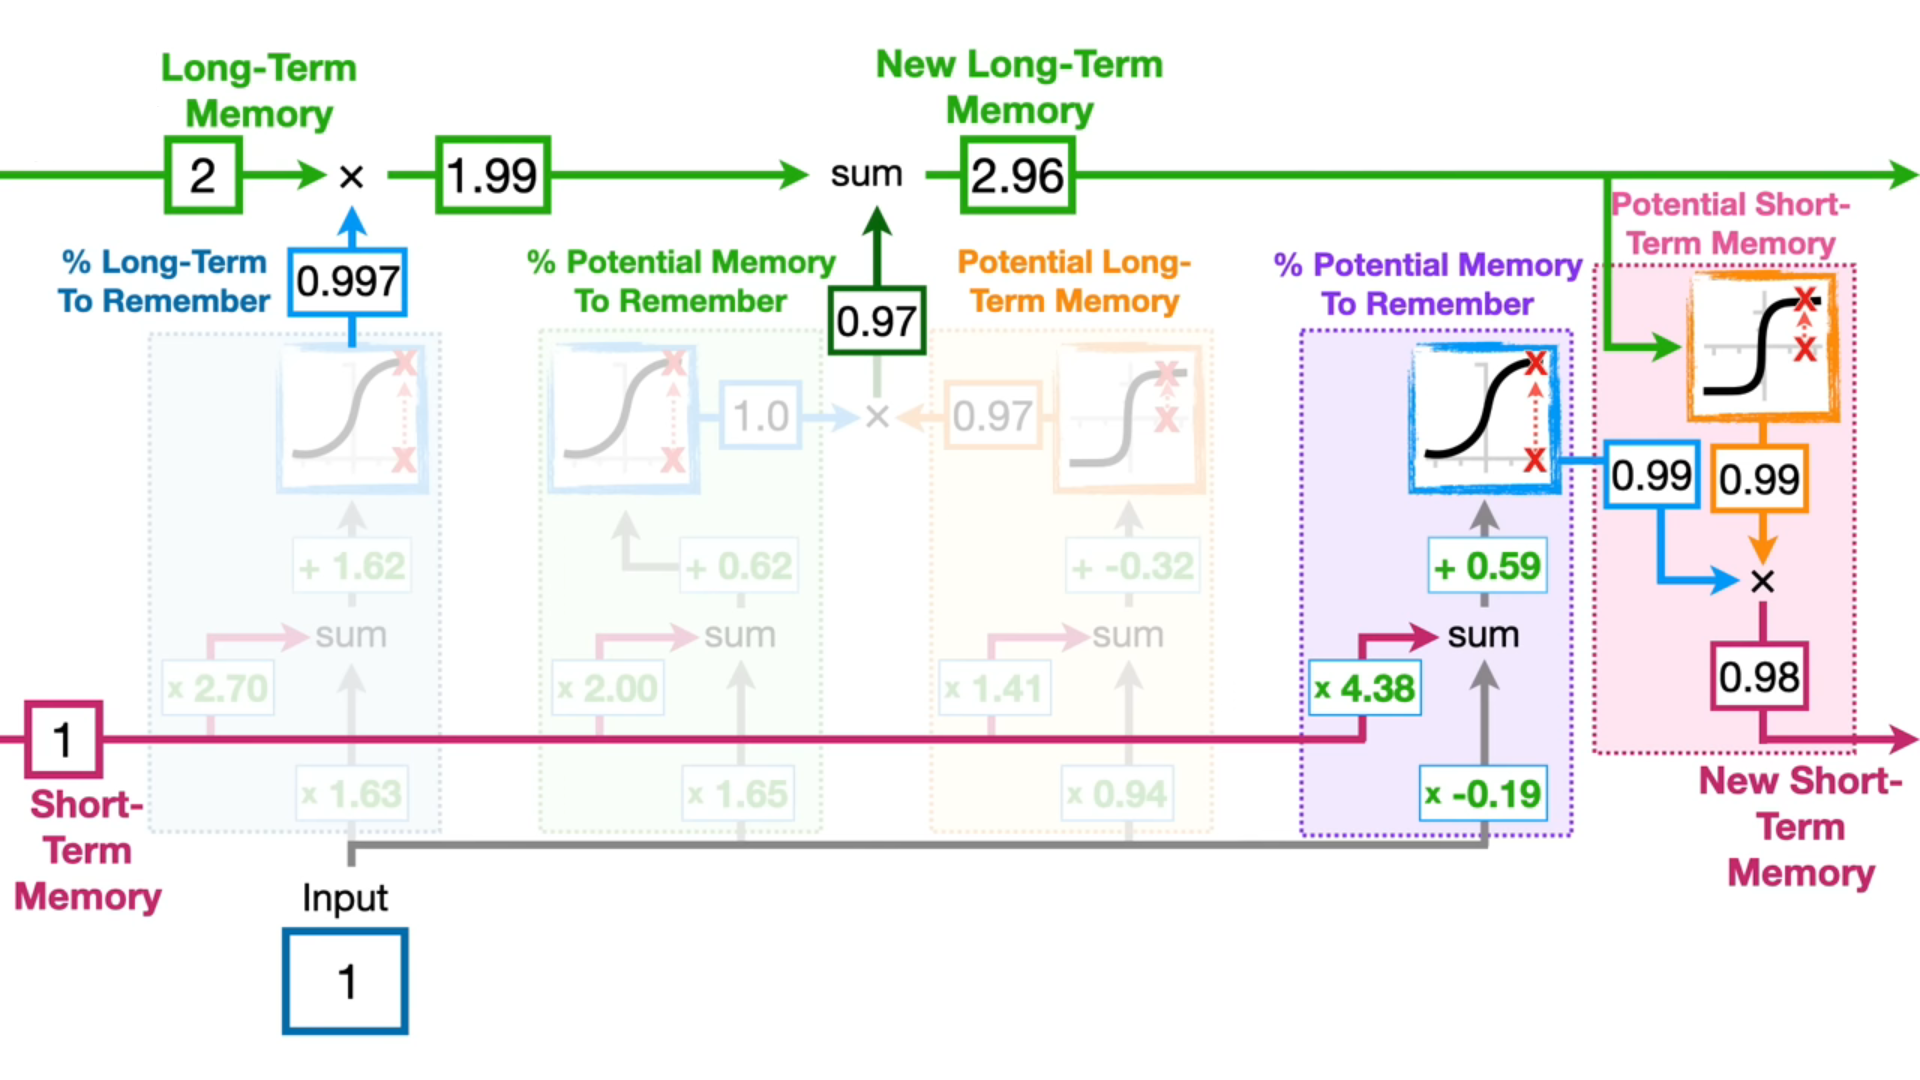 Long-Term
Memory
New Long-Term
Memory
2
×
1.99
sum
2.96
Potential Short-
Term Memory
% Long-Term
To Remember
0.997
% Potential Memory
To Remember
0.97
Potential Long-
Term Memory
% Potential Memory
To Remember
1.0
×
0.97
0.99
0.99
×
+ 1.62
+ 0.62
+ -0.32
+ 0.59
sum
sum
sum
sum
x 2.70
x 2.00
x 1.41
x 4.38
0.98
1
Short-
Term
Memory
x 1.63
x 1.65
x 0.94
x -0.19
New Short-
Term
Memory
Input
1